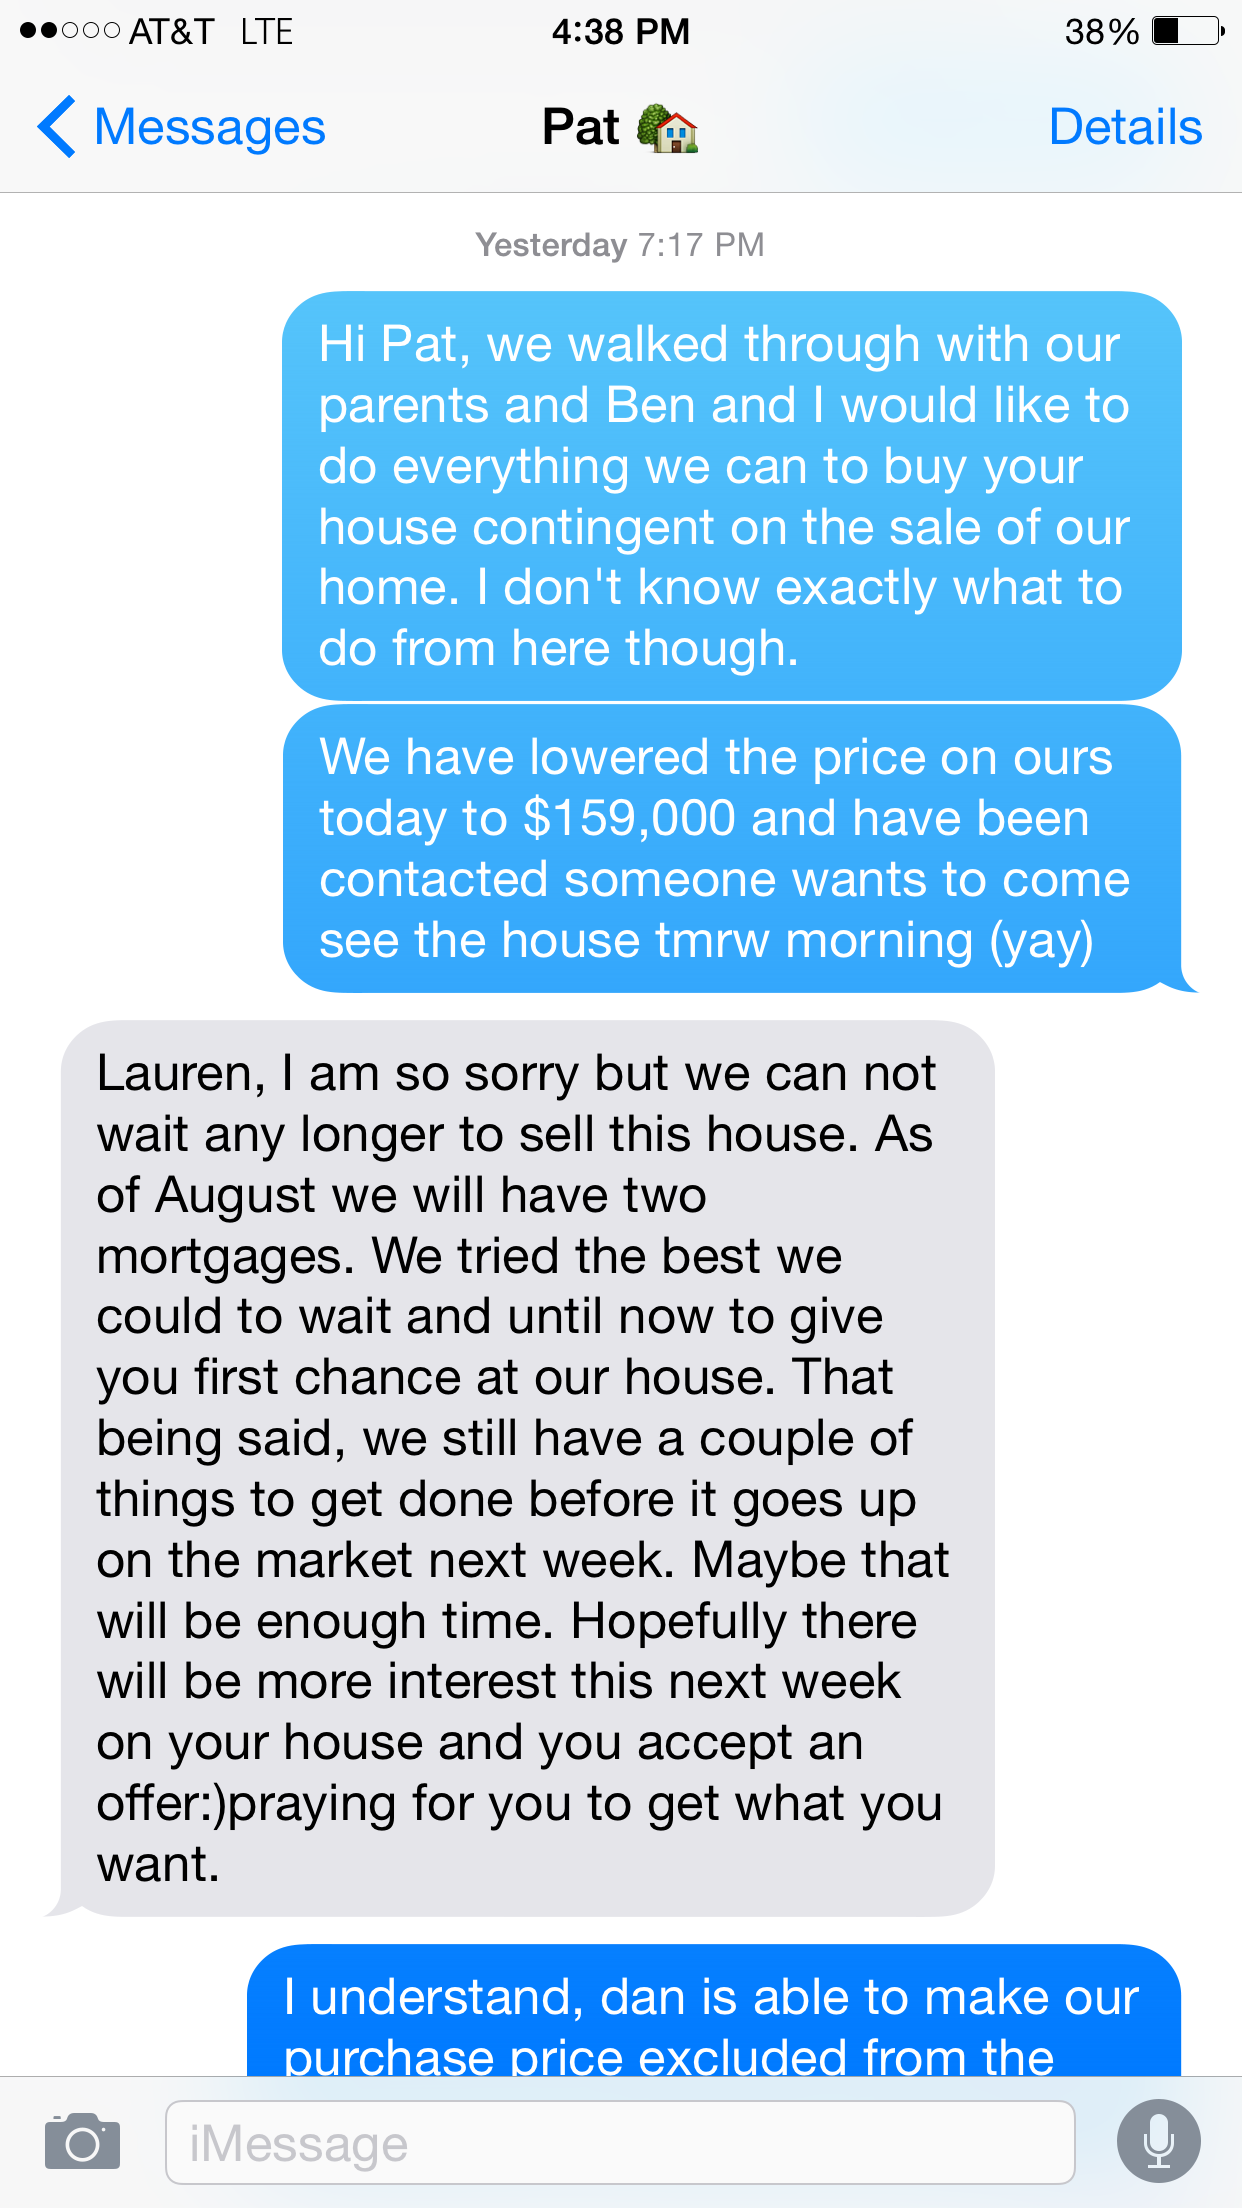 AT&T LTE 4:38 PM 38%
Messages Pat Details
Yesterday 7:17 PM
Hi Pat, we walked through with our
parents and Ben and I would like to
do everything we can to buy your
house contingent on the sale of our
home. I don't know exactly what to
do from here though.
We have lowered the price on ours
today to $159,000 and have been
contacted someone wants to come
see the house tmrw morning (yay)
Lauren, I am so sorry but we can not
wait any longer to sell this house. As
of August we will have two
mortgages. We tried the best we
could to wait and until now to give
you first chance at our house. That
being said, we still have a couple of
things to get done before it goes up
on the market next week. Maybe that
will be enough time. Hopefully there
will be more interest this next week
on your house and you accept an
offer:)praying for you to get what you
want.
I understand, dan is able to make our
purchase price excluded from the
iMessage